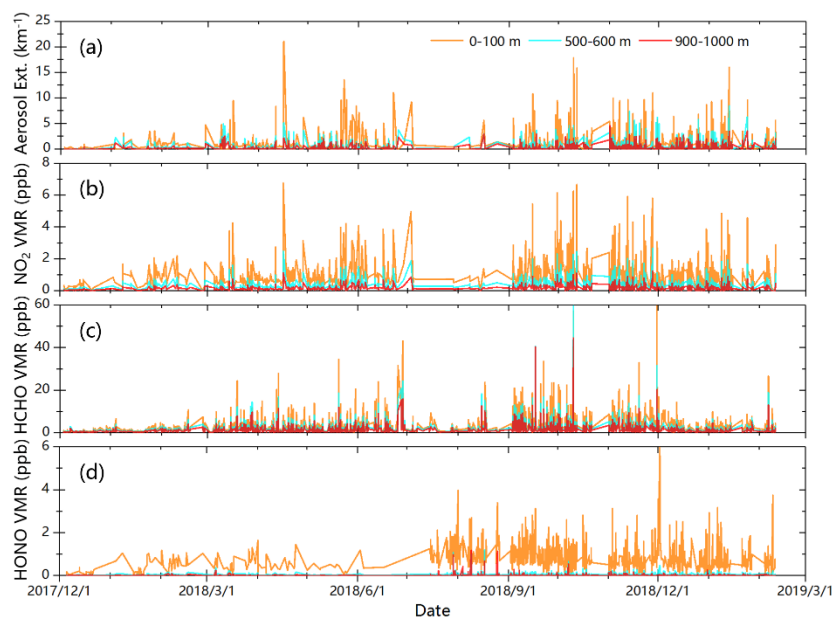 (a)
0-100 m
500-600 m
900-1000 m
Aerosol Ext. (km⁻¹)
25
20
15
10
5
0
(b)
NO₂ VMR (ppb)
8
6
4
2
0
(c)
HCHO VMR (ppb)
60
40
20
0
(d)
HONO VMR (ppb)
6
4
2
0
2017/12/1
2018/3/1
2018/6/1
2018/9/1
2018/12/1
2019/3/1
Date